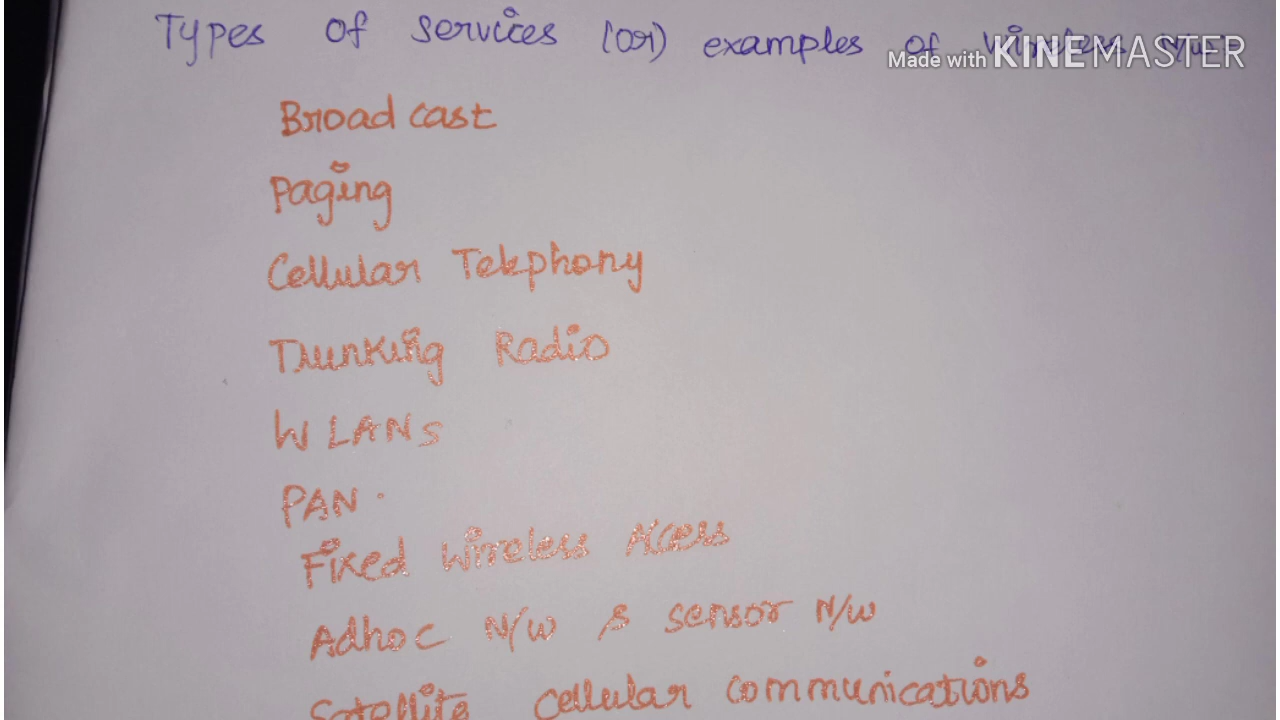 Types of services (or) examples of wireless N/w
Made with KINEMASTER
Broad cast
Paging
Cellular Telephony
Trunking Radio
W LANs
PAN.
Fixed Wireless Access
Adhoc N/w & sensor N/w
Satellite cellular communications